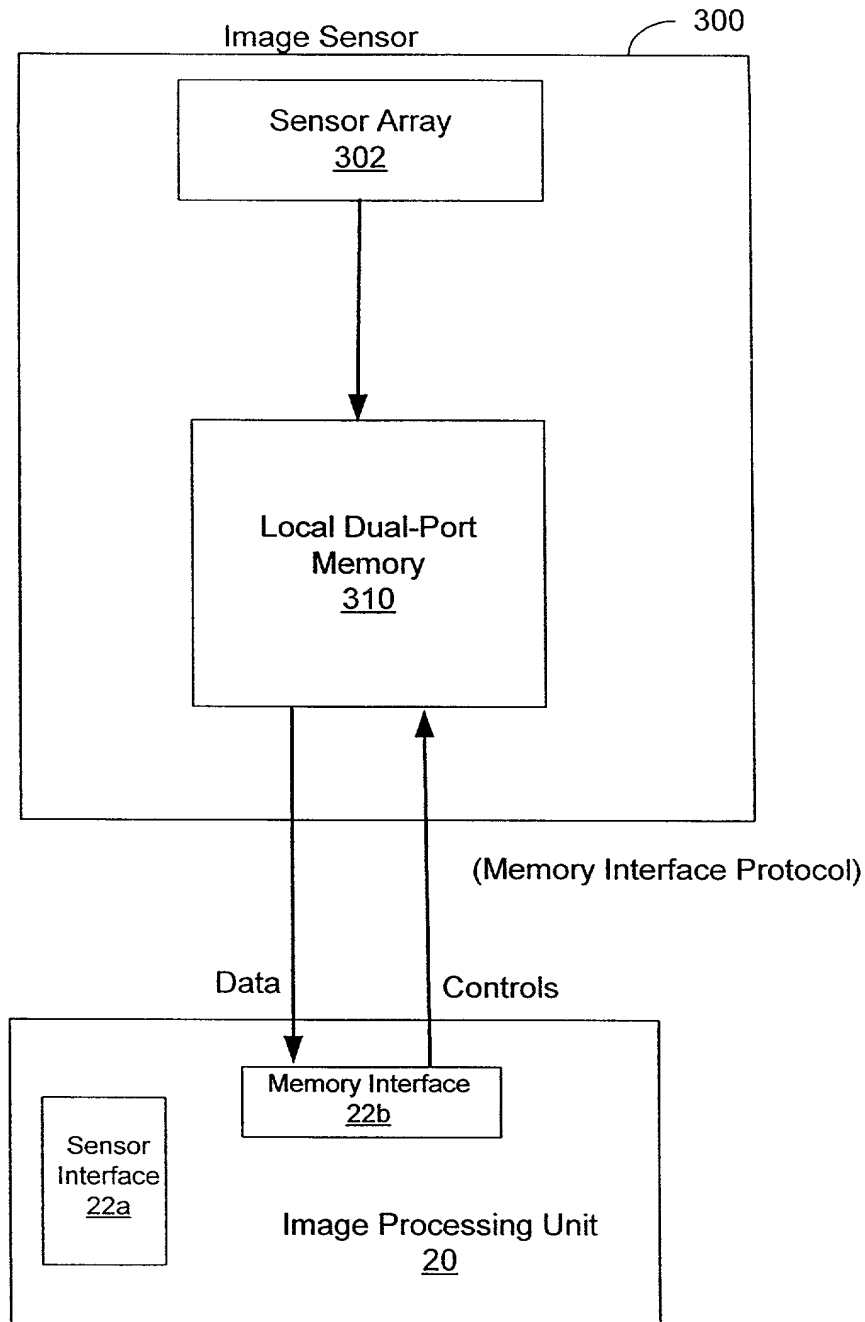 300
Image Sensor
Sensor Array
302
Local Dual-Port
Memory
310
(Memory Interface Protocol)
Data
Controls
Memory Interface
22b
Sensor
Interface
22a
Image Processing Unit
20